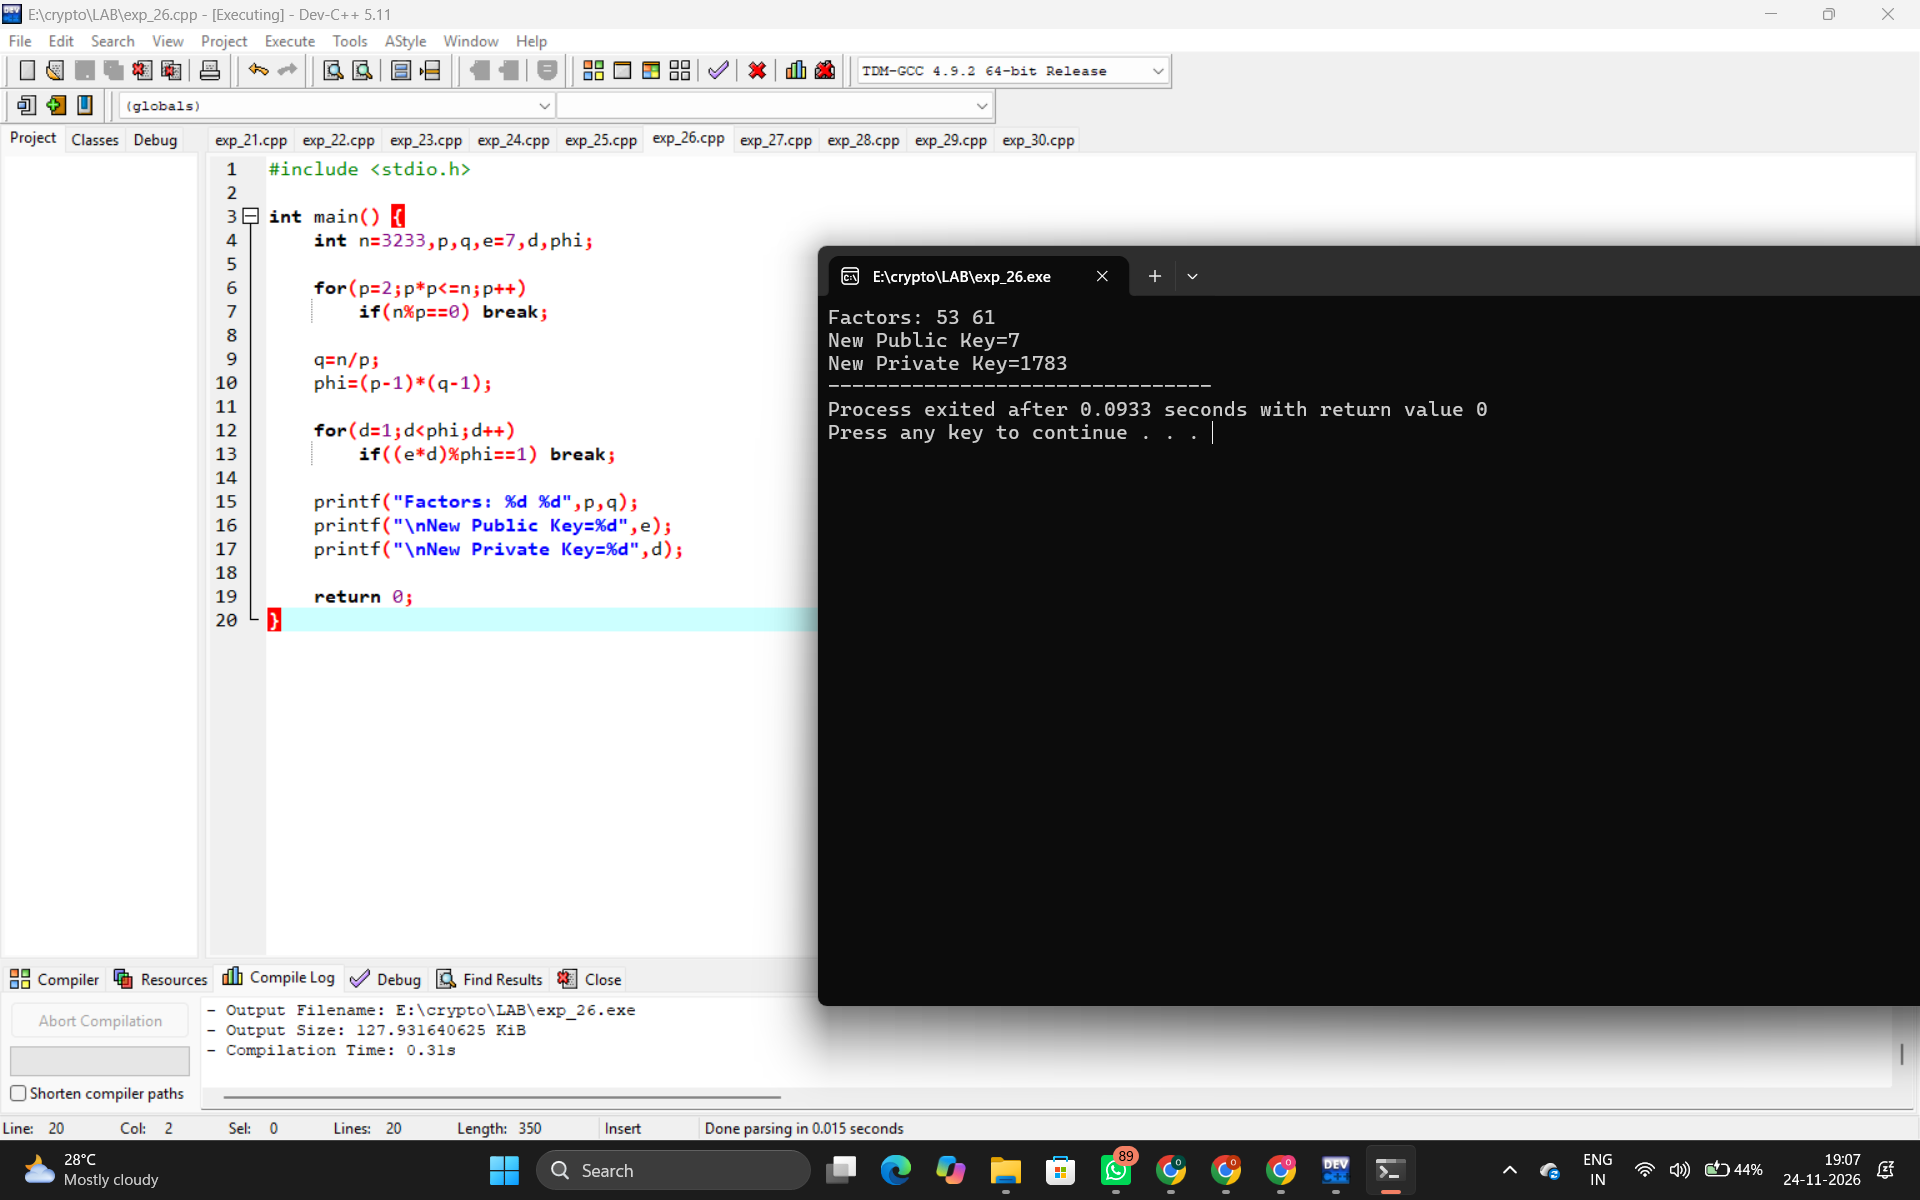 E:\crypto\LAB\exp_26.cpp - [Executing] - Dev-C++ 5.11
File Edit Search View Project Execute Tools AStyle Window Help
TDM-GCC 4.9.2 64-bit Release
(globals)
Project Classes Debug exp_21.cpp exp_22.cpp exp_23.cpp exp_24.cpp exp_25.cpp exp_26.cpp exp_27.cpp exp_28.cpp exp_29.cpp exp_30.cpp
1 #include <stdio.h>
2
3 int main() {
4 int n=3233,p,q,e=7,d,phi;
5
6 for(p=2;p*p<=n;p++)
7 if(n%p==0) break;
8
9 q=n/p;
10 phi=(p-1)*(q-1);
11
12 for(d=1;d<phi;d++)
13 if((e*d)%phi==1) break;
14
15 printf("Factors: %d %d",p,q);
16 printf("\nNew Public Key=%d",e);
17 printf("\nNew Private Key=%d",d);
18
19 return 0;
20 }
E:\crypto\LAB\exp_26.exe
Factors: 53 61
New Public Key=7
New Private Key=1783
--------------------------------
Process exited after 0.0933 seconds with return value 0
Press any key to continue . . .
Compiler Resources Compile Log Debug Find Results Close
Abort Compilation
Shorten compiler paths
- Output Filename: E:\crypto\LAB\exp_26.exe
- Output Size: 127.931640625 KiB
- Compilation Time: 0.31s
Line: 20 Col: 2 Sel: 0 Lines: 20 Length: 350 Insert Done parsing in 0.015 seconds
28°C
Mostly cloudy
Search
89
DEV
C++
ENG
IN
44%
19:07
24-11-2026